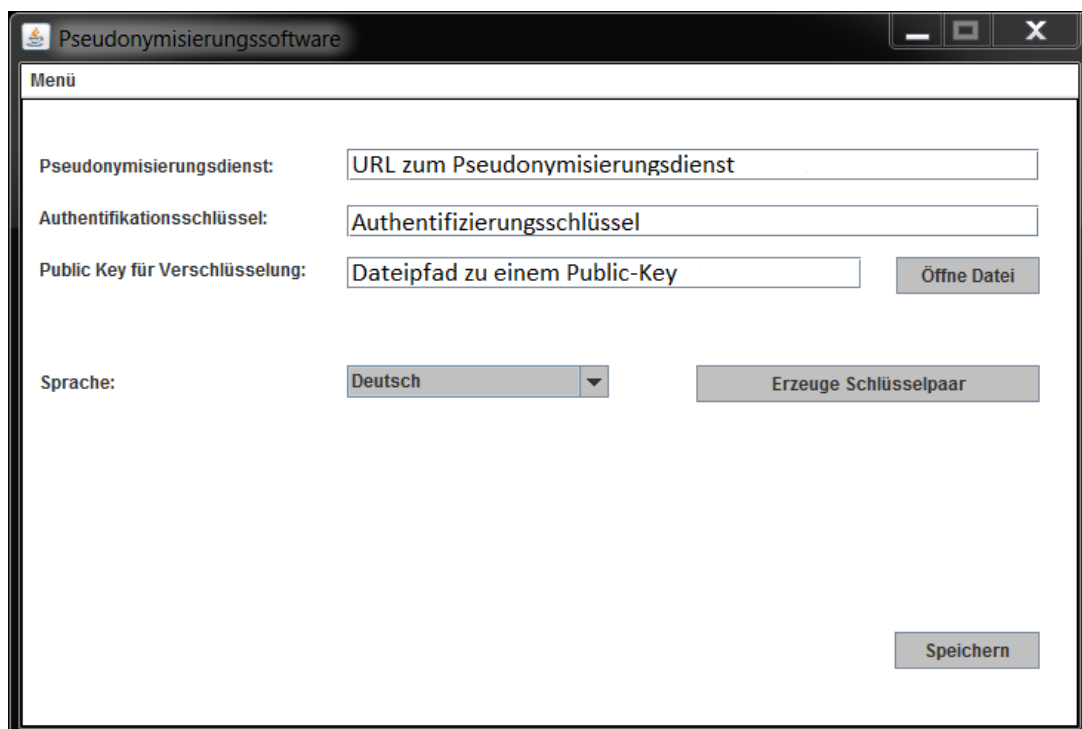 Pseudonymisierungssoftware
Menü
Pseudonymisierungsdienst: URL zum Pseudonymisierungsdienst
Authentifikationsschlüssel: Authentifizierungsschlüssel
Public Key für Verschlüsselung: Dateipfad zu einem Public-Key Öffne Datei
Sprache: Deutsch Erzeuge Schlüsselpaar
Speichern